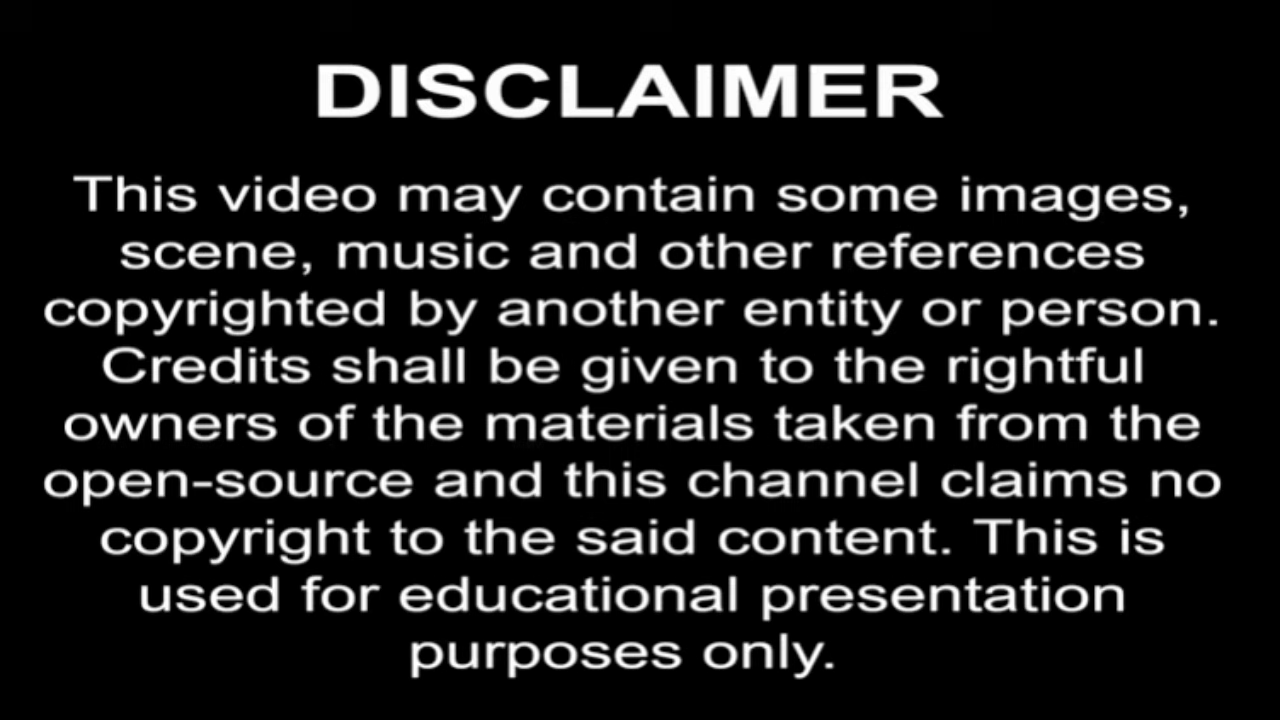 DISCLAIMER
This video may contain some images,
scene, music and other references
copyrighted by another entity or person.
Credits shall be given to the rightful
owners of the materials taken from the
open-source and this channel claims no
copyright to the said content. This is
used for educational presentation
purposes only.